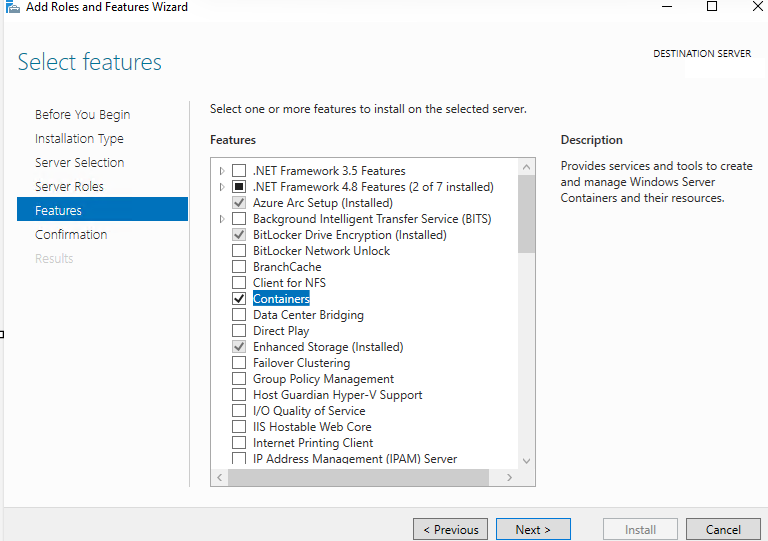 Add Roles and Features Wizard
Select features
DESTINATION SERVER
Before You Begin
Installation Type
Server Selection
Server Roles
Features
Confirmation
Results
Select one or more features to install on the selected server.
Features
.NET Framework 3.5 Features
.NET Framework 4.8 Features (2 of 7 installed)
Azure Arc Setup (Installed)
Background Intelligent Transfer Service (BITS)
BitLocker Drive Encryption (Installed)
BitLocker Network Unlock
BranchCache
Client for NFS
Containers
Data Center Bridging
Direct Play
Enhanced Storage (Installed)
Failover Clustering
Group Policy Management
Host Guardian Hyper-V Support
I/O Quality of Service
IIS Hostable Web Core
Internet Printing Client
IP Address Management (IPAM) Server
Description
Provides services and tools to create
and manage Windows Server
Containers and their resources.
< Previous
Next >
Install
Cancel